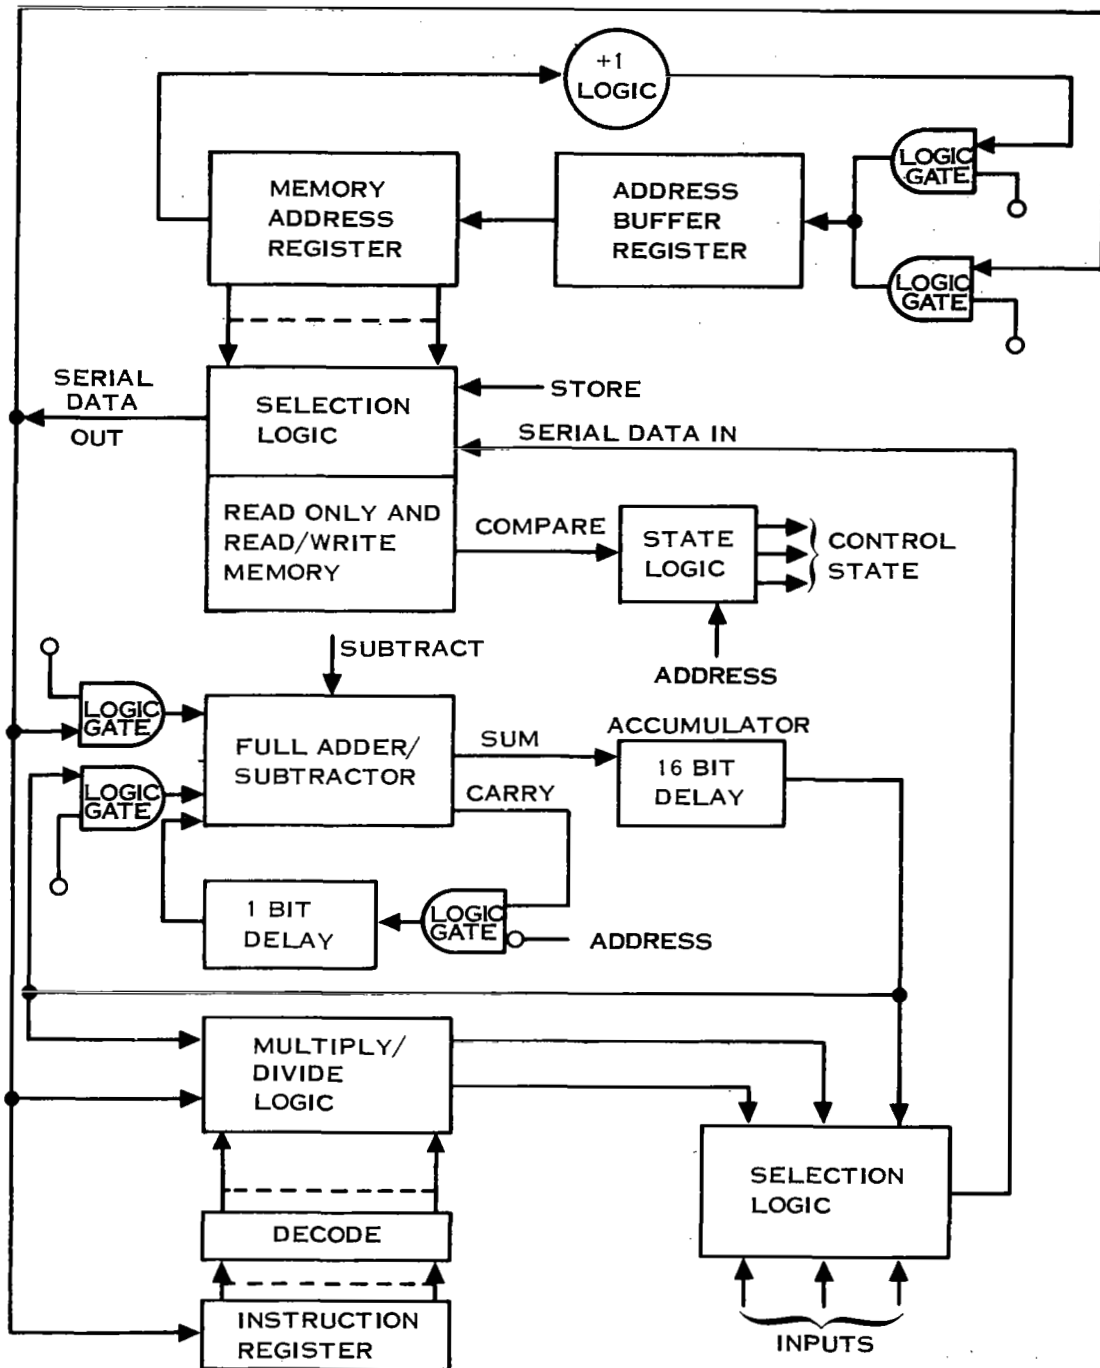 +1
LOGIC
MEMORY
ADDRESS
REGISTER
ADDRESS
BUFFER
REGISTER
LOGIC
GATE
LOGIC
GATE
SERIAL
DATA
OUT
SELECTION
LOGIC
STORE
SERIAL DATA IN
READ ONLY AND
READ/WRITE
MEMORY
COMPARE
STATE
LOGIC
CONTROL
STATE
ADDRESS
SUBTRACT
LOGIC
GATE
LOGIC
GATE
FULL ADDER/
SUBTRACTOR
SUM
CARRY
ACCUMULATOR
16 BIT
DELAY
1 BIT
DELAY
LOGIC
GATE
ADDRESS
MULTIPLY/
DIVIDE
LOGIC
DECODE
INSTRUCTION
REGISTER
SELECTION
LOGIC
INPUTS